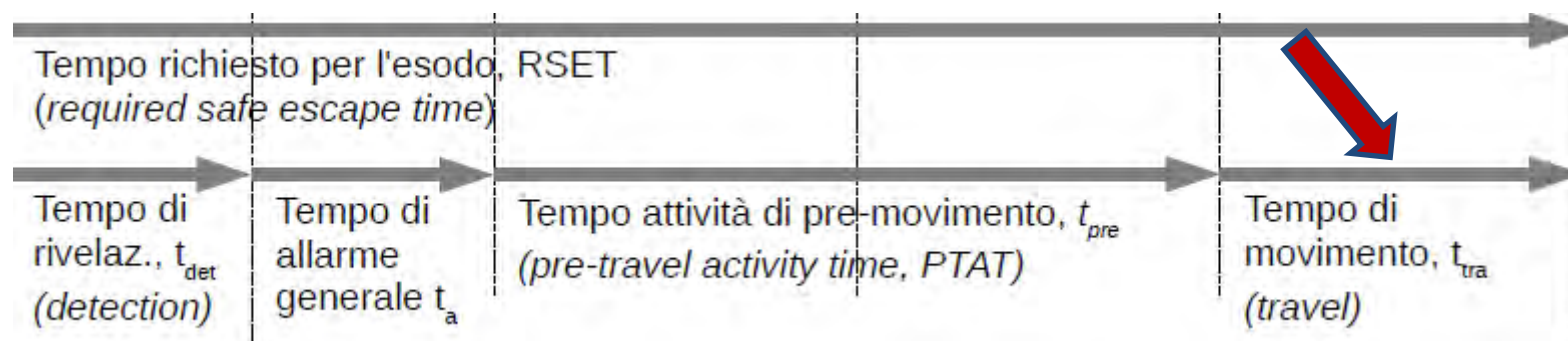 Tempo richiesto per l'esodo, RSET
(required safe escape time)
Tempo di
rivelaz., t_det
(detection)
Tempo di
allarme
generale t_a
Tempo attività di pre-movimento, t_pre
(pre-travel activity time, PTAT)
Tempo di
movimento, t_tra
(travel)